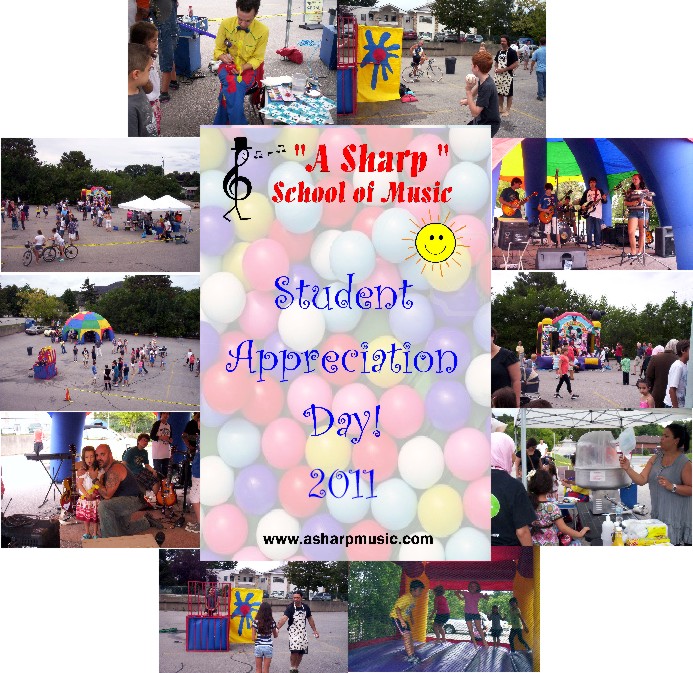 "A Sharp"
School of Music
Student
Appreciation
Day!
2011
www.asharpmusic.com